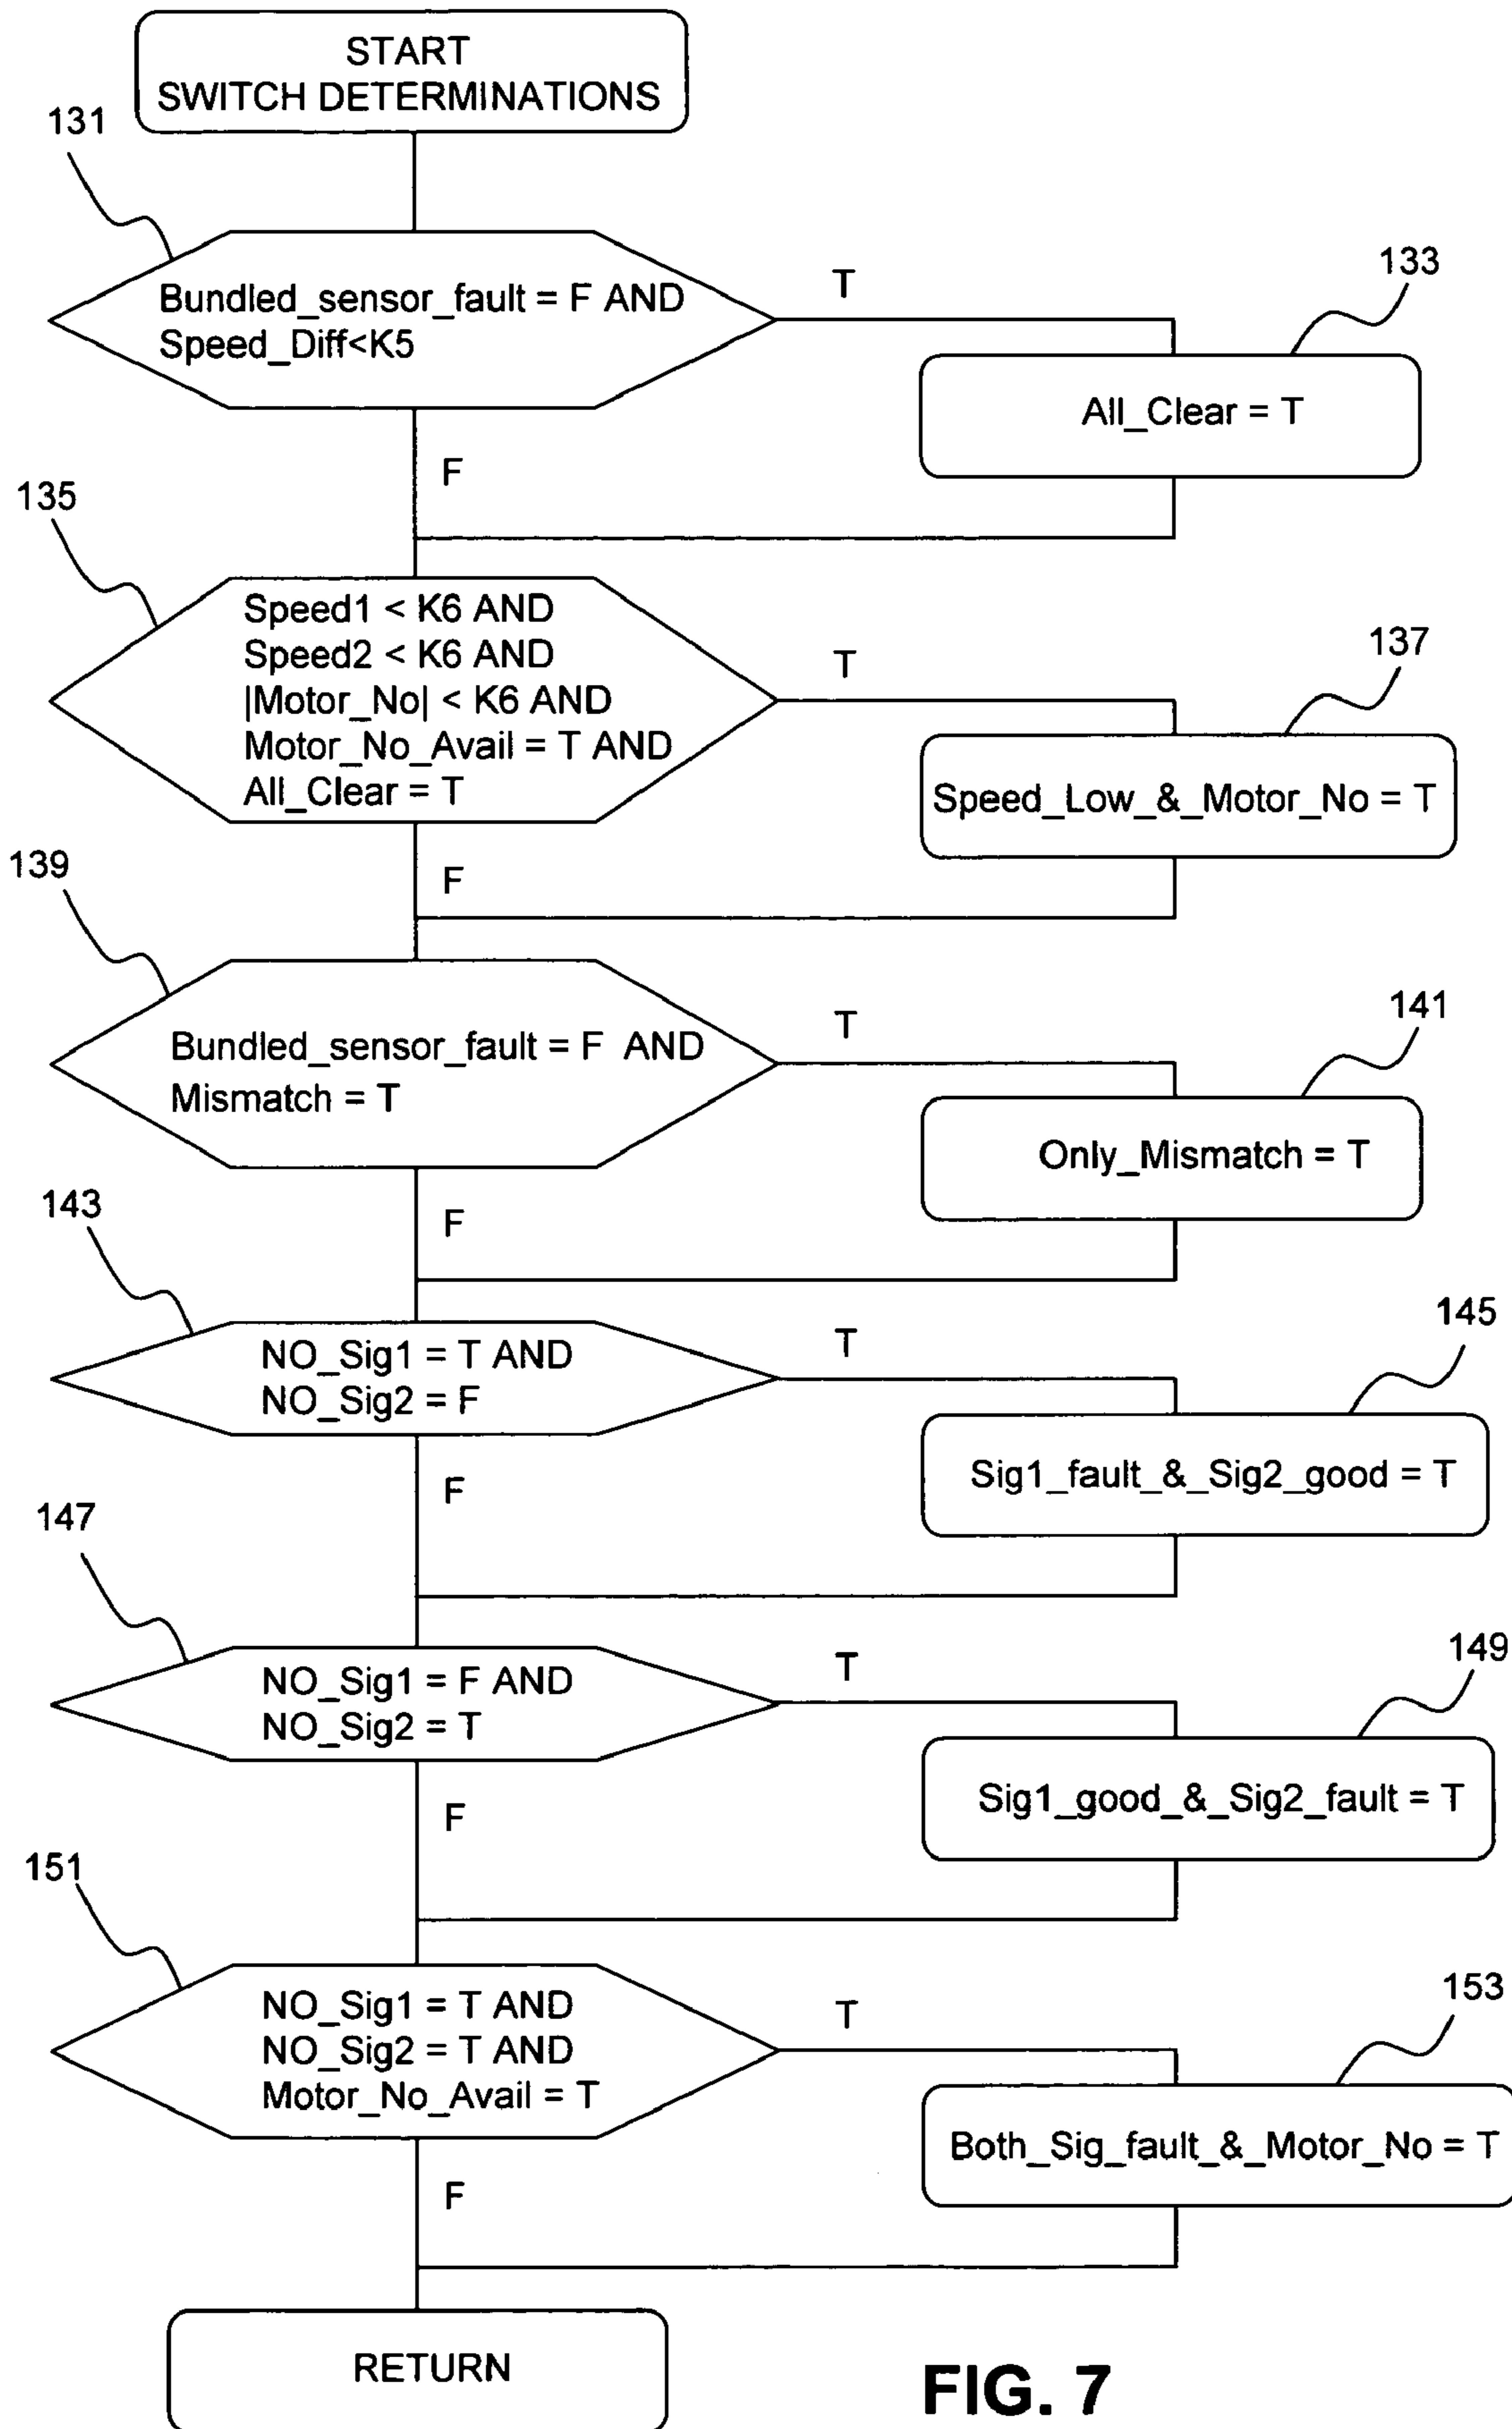 START
SWITCH DETERMINATIONS
131
Bundled_sensor_fault = F AND
Speed_Diff<K5
T
133
All_Clear = T
F
135
Speed1 < K6 AND
Speed2 < K6 AND
|Motor_No| < K6 AND
Motor_No_Avail = T AND
All_Clear = T
T
137
Speed_Low_&_Motor_No = T
F
139
Bundled_sensor_fault = F AND
Mismatch = T
T
141
Only_Mismatch = T
F
143
NO_Sig1 = T AND
NO_Sig2 = F
T
145
Sig1_fault_&_Sig2_good = T
F
147
NO_Sig1 = F AND
NO_Sig2 = T
T
149
Sig1_good_&_Sig2_fault = T
F
151
NO_Sig1 = T AND
NO_Sig2 = T AND
Motor_No_Avail = T
T
153
Both_Sig_fault_&_Motor_No = T
F
RETURN
FIG. 7